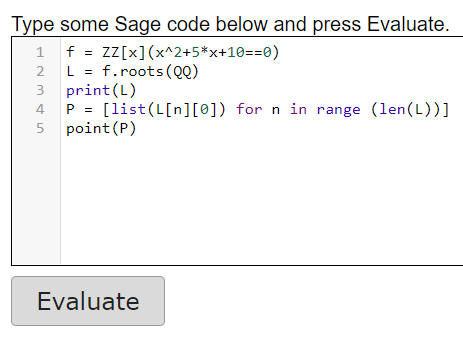 Type some Sage code below and press Evaluate.
1 f = ZZ[x](x^2+5*x+10==0)
2 L = f.roots(QQ)
3 print(L)
4 P = [list(L[n][0]) for n in range (len(L))]
5 point(P)
Evaluate